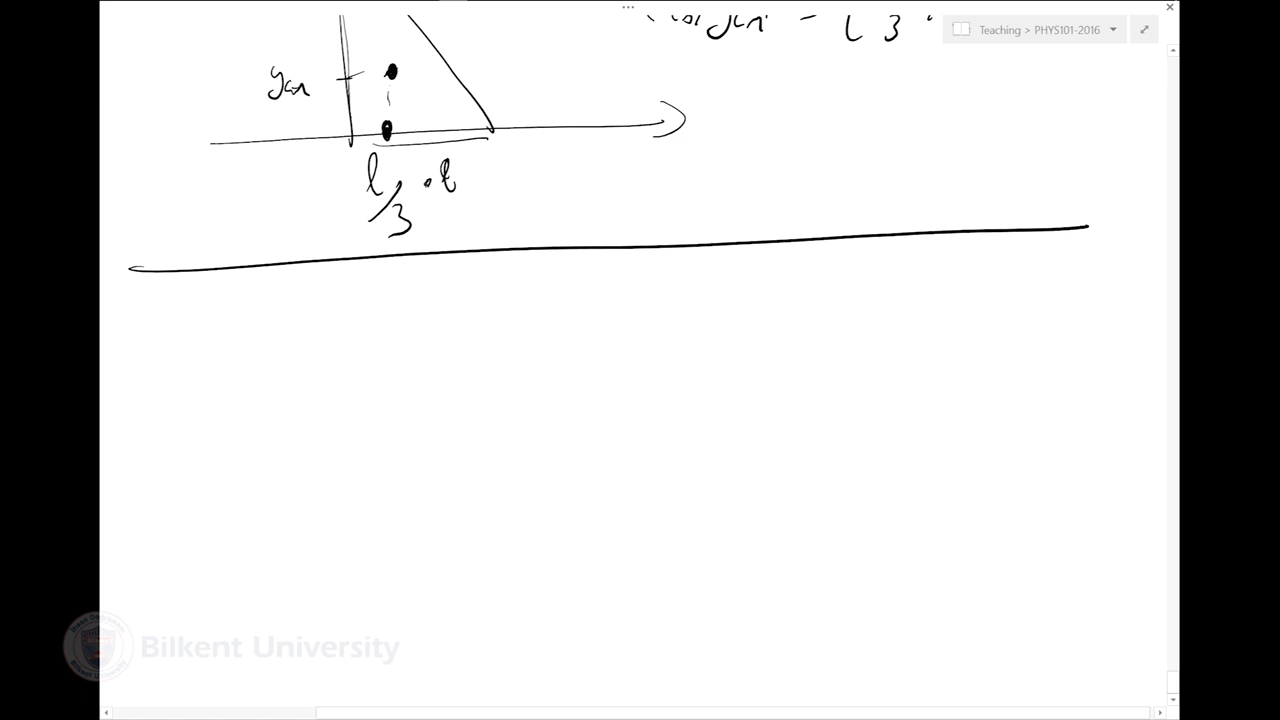 Teaching > PHYS101-2016
ycm
l/3 . l
Bilkent University